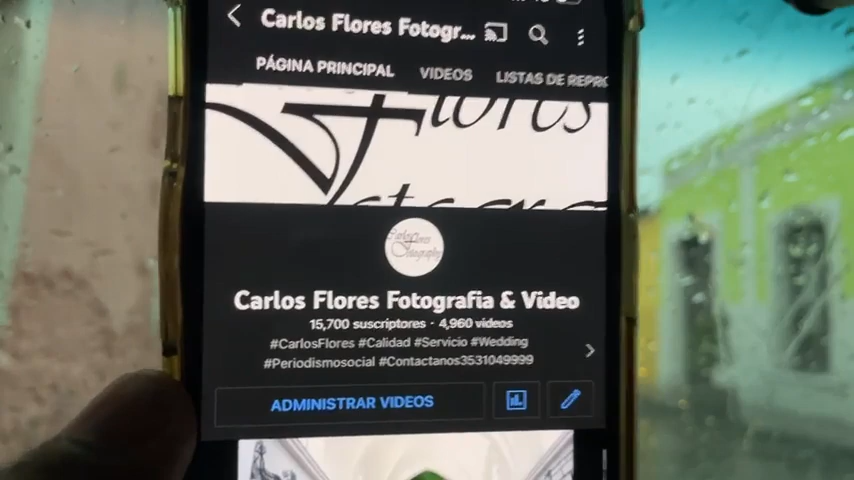 Carlos Flores Fotogr...
PÁGINA PRINCIPAL VIDEOS LISTAS DE REPR
Flores
Carlos Flores Fotografia & Video
15,700 suscriptores · 4,960 videos
#CarlosFlores #Calidad #Servicio #Wedding
#Periodismosocial #Contactanos3531049999
ADMINISTRAR VIDEOS